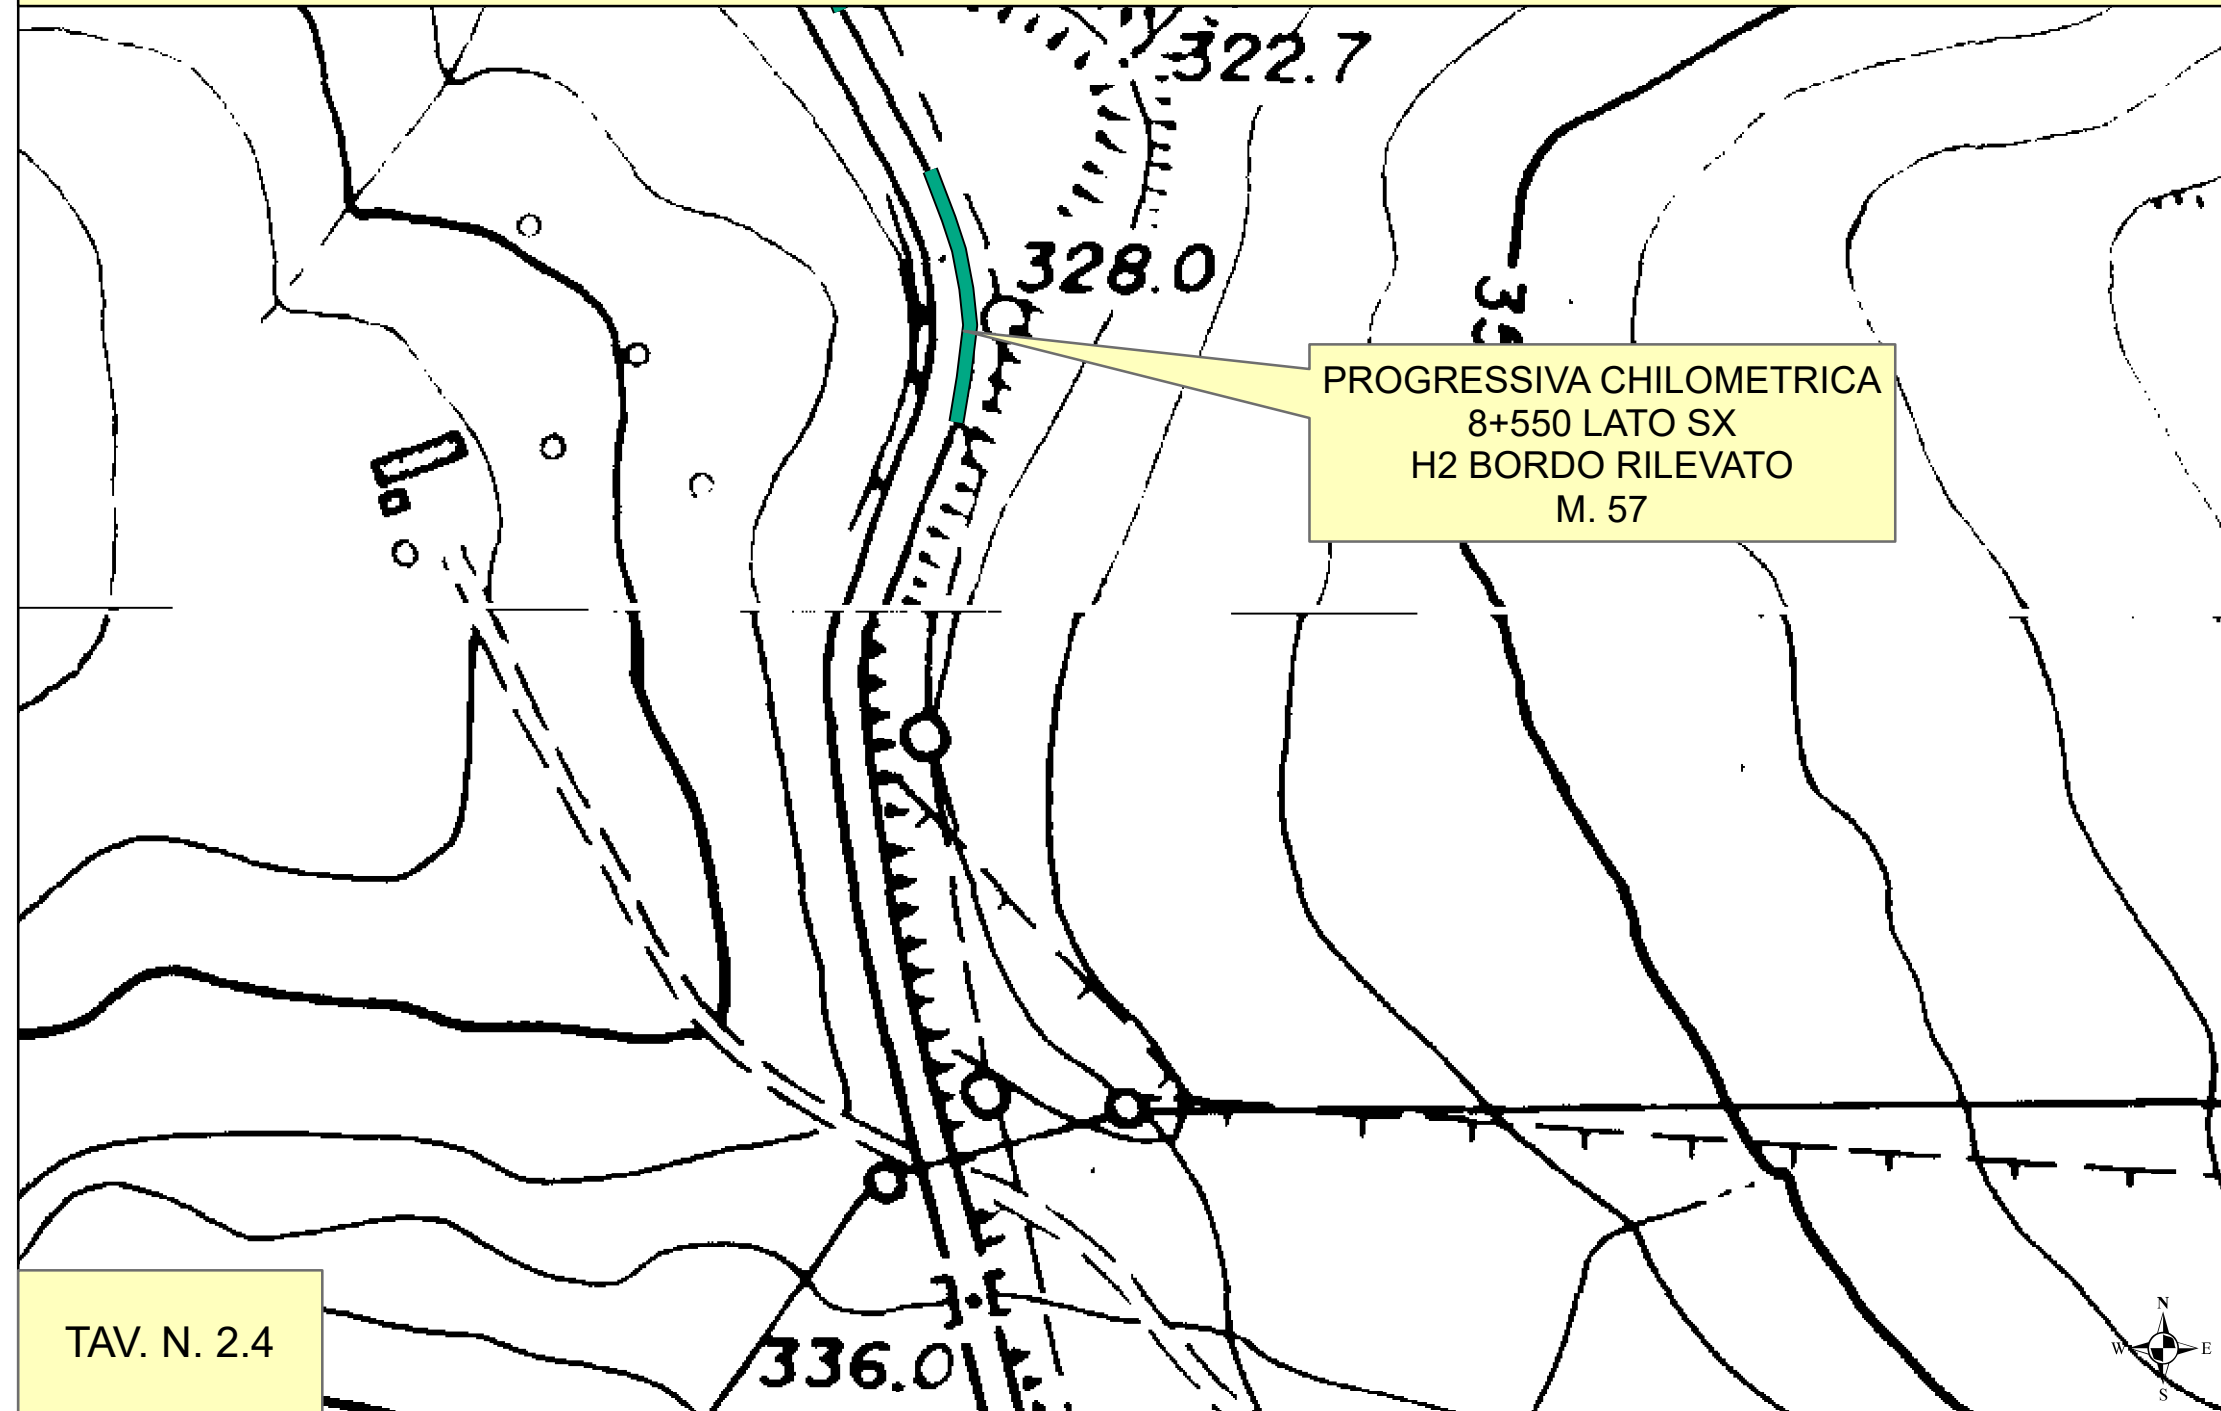 322.7
328.0
35
PROGRESSIVA CHILOMETRICA
8+550 LATO SX
H2 BORDO RILEVATO
M. 57
TAV. N. 2.4
336.0
N
W E
S